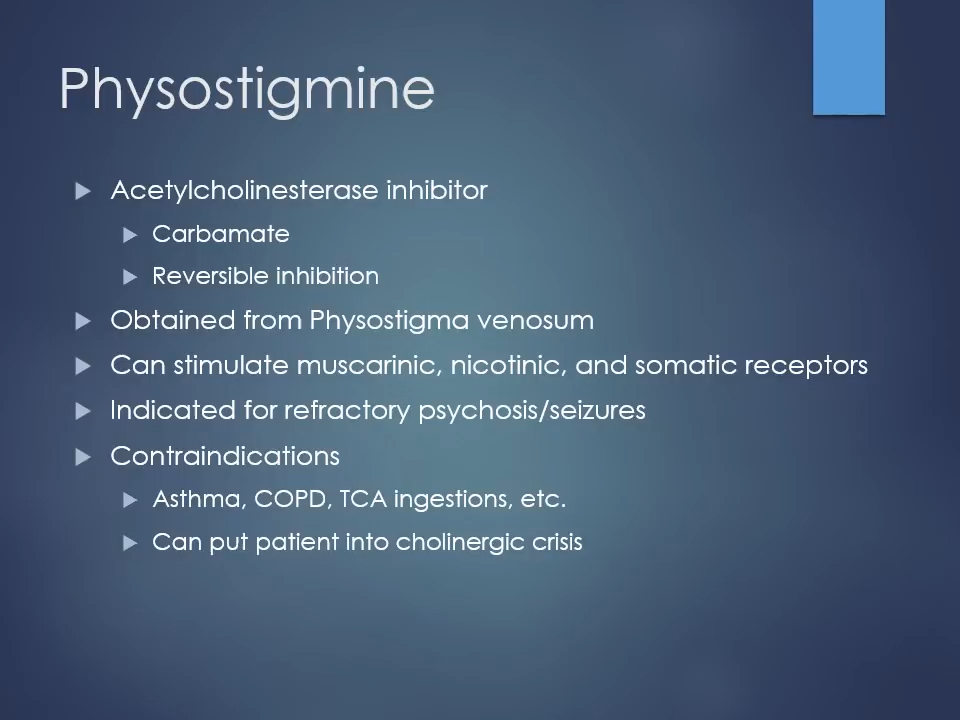 Physostigmine
Acetylcholinesterase inhibitor
Carbamate
Reversible inhibition
Obtained from Physostigma venosum
Can stimulate muscarinic, nicotinic, and somatic receptors
Indicated for refractory psychosis/seizures
Contraindications
Asthma, COPD, TCA ingestions, etc.
Can put patient into cholinergic crisis